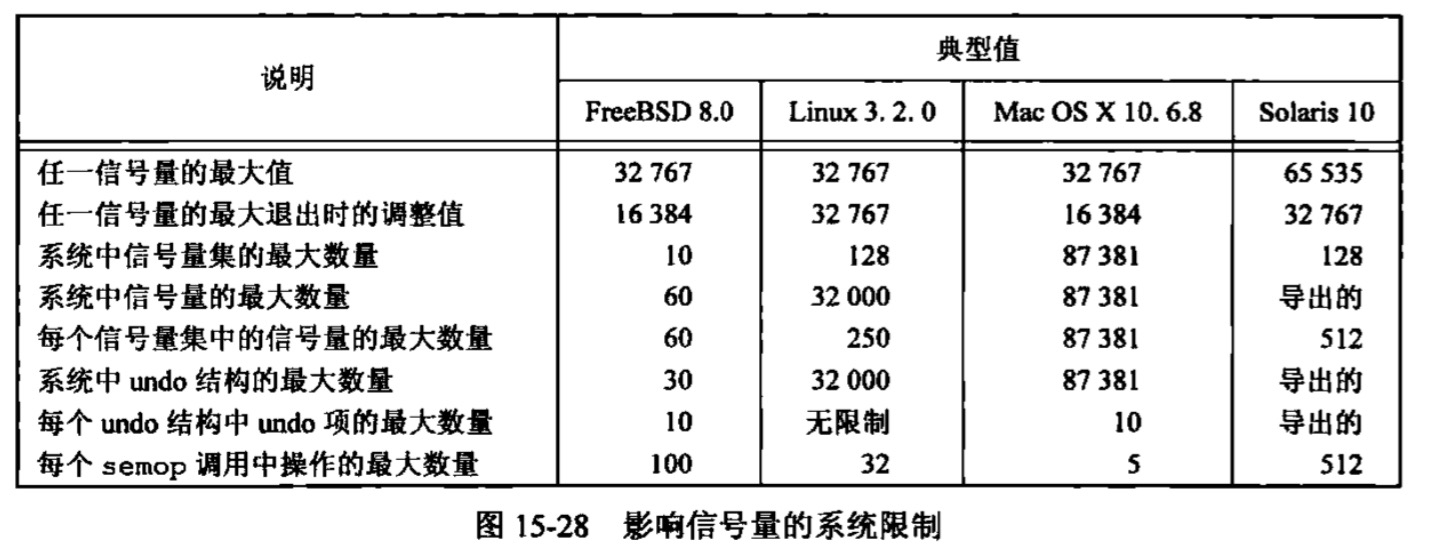 说明 典型值
FreeBSD 8.0 Linux 3. 2. 0 Mac OS X 10. 6.8 Solaris 10
任一信号量的最大值 32 767 32 767 32 767 65 535
任一信号量的最大退出时的调整值 16 384 32 767 16 384 32 767
系统中信号量集的最大数量 10 128 87 381 128
系统中信号量的最大数量 60 32 000 87 381 导出的
每个信号量集中的信号量的最大数量 60 250 87 381 512
系统中 undo 结构的最大数量 30 32 000 87 381 导出的
每个 undo 结构中 undo 项的最大数量 10 无限制 10 导出的
每个 semop 调用中操作的最大数量 100 32 5 512
图 15-28 影响信号量的系统限制